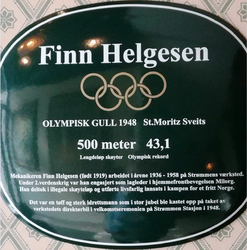 Finn Helgesen
OLYMPISK GULL 1948 St.Moritz Sveits
500 meter 43,1
Lengdeløp skøyter Olympisk rekord
Mekanikeren Finn Helgesen (født 1919) arbeidet i årene 1936 - 1958 på Strømmens værksted.
Under 2.verdenskrig var han engasjert som lagleder i hjemmefrontbevegelsen Milorg.
Han deltok i illegale skøyteløp og utførte livsfarlig innsats i kampen for et fritt Norge.
Det var en tøff og sterk idrettsmann som i stor jubel ble kastet opp på taket av
verkstedets direktørbil i velkomstseremonien på Strømmen Stasjon i 1948.